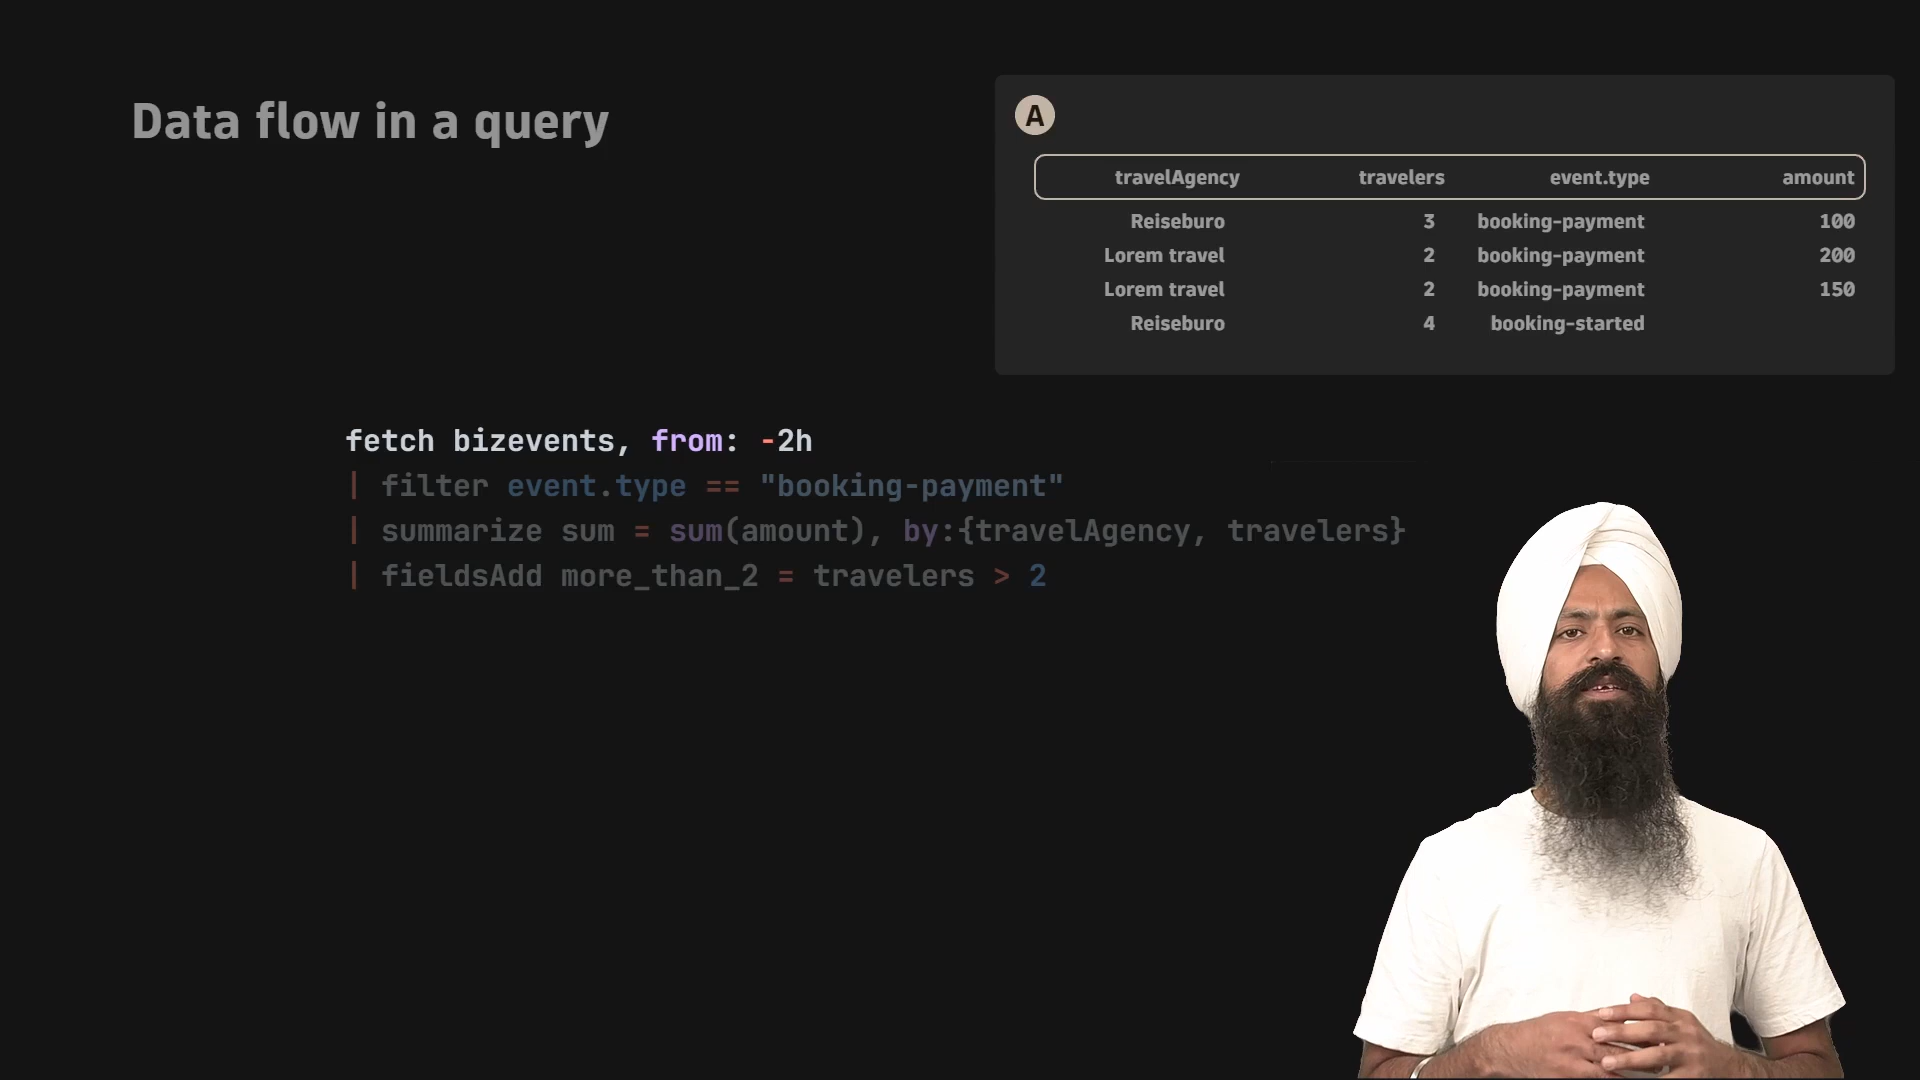 Data flow in a query
A
travelAgency travelers event.type amount
Reiseburo 3 booking-payment 100
Lorem travel 2 booking-payment 200
Lorem travel 2 booking-payment 150
Reiseburo 4 booking-started
fetch bizevents, from: -2h
| filter event.type == "booking-payment"
| summarize sum = sum(amount), by:{travelAgency, travelers}
| fieldsAdd more_than_2 = travelers > 2